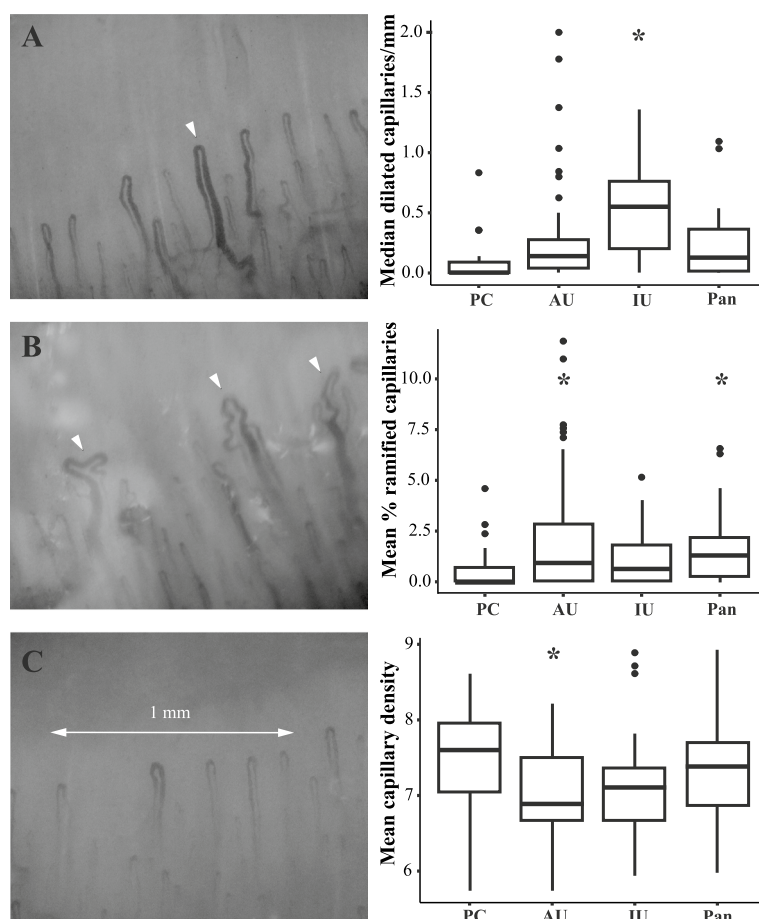 A
Median dilated capillaries/mm
2.0
1.5
1.0
0.5
0.0
*
PC AU IU Pan
B
Mean % ramified capillaries
10.0
7.5
5.0
2.5
0.0
* *
PC AU IU Pan
C
1 mm
Mean capillary density
9
8
7
6
*
PC AU IU Pan